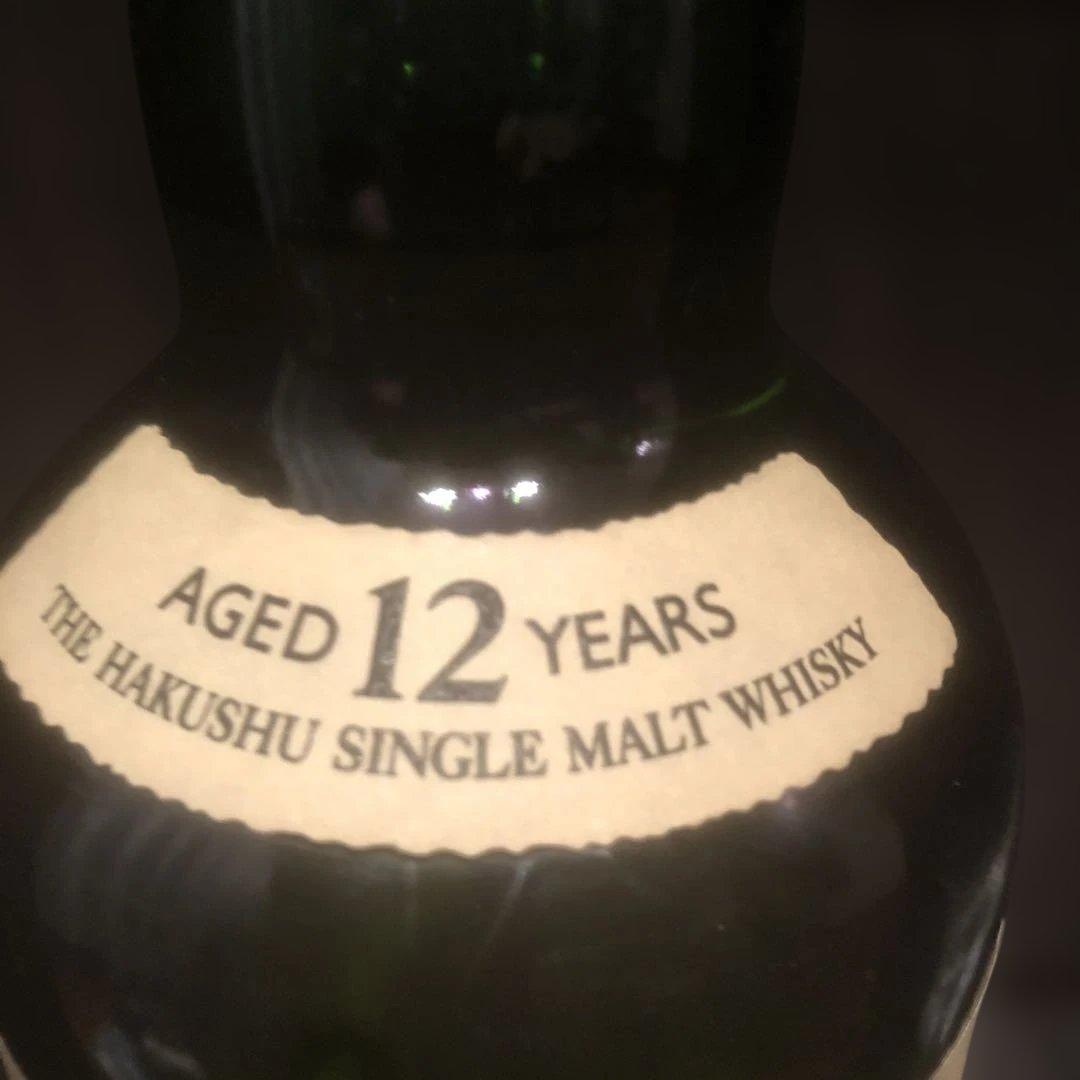 AGED 12 YEARS
THE HAKUSHU SINGLE MALT WHISKY